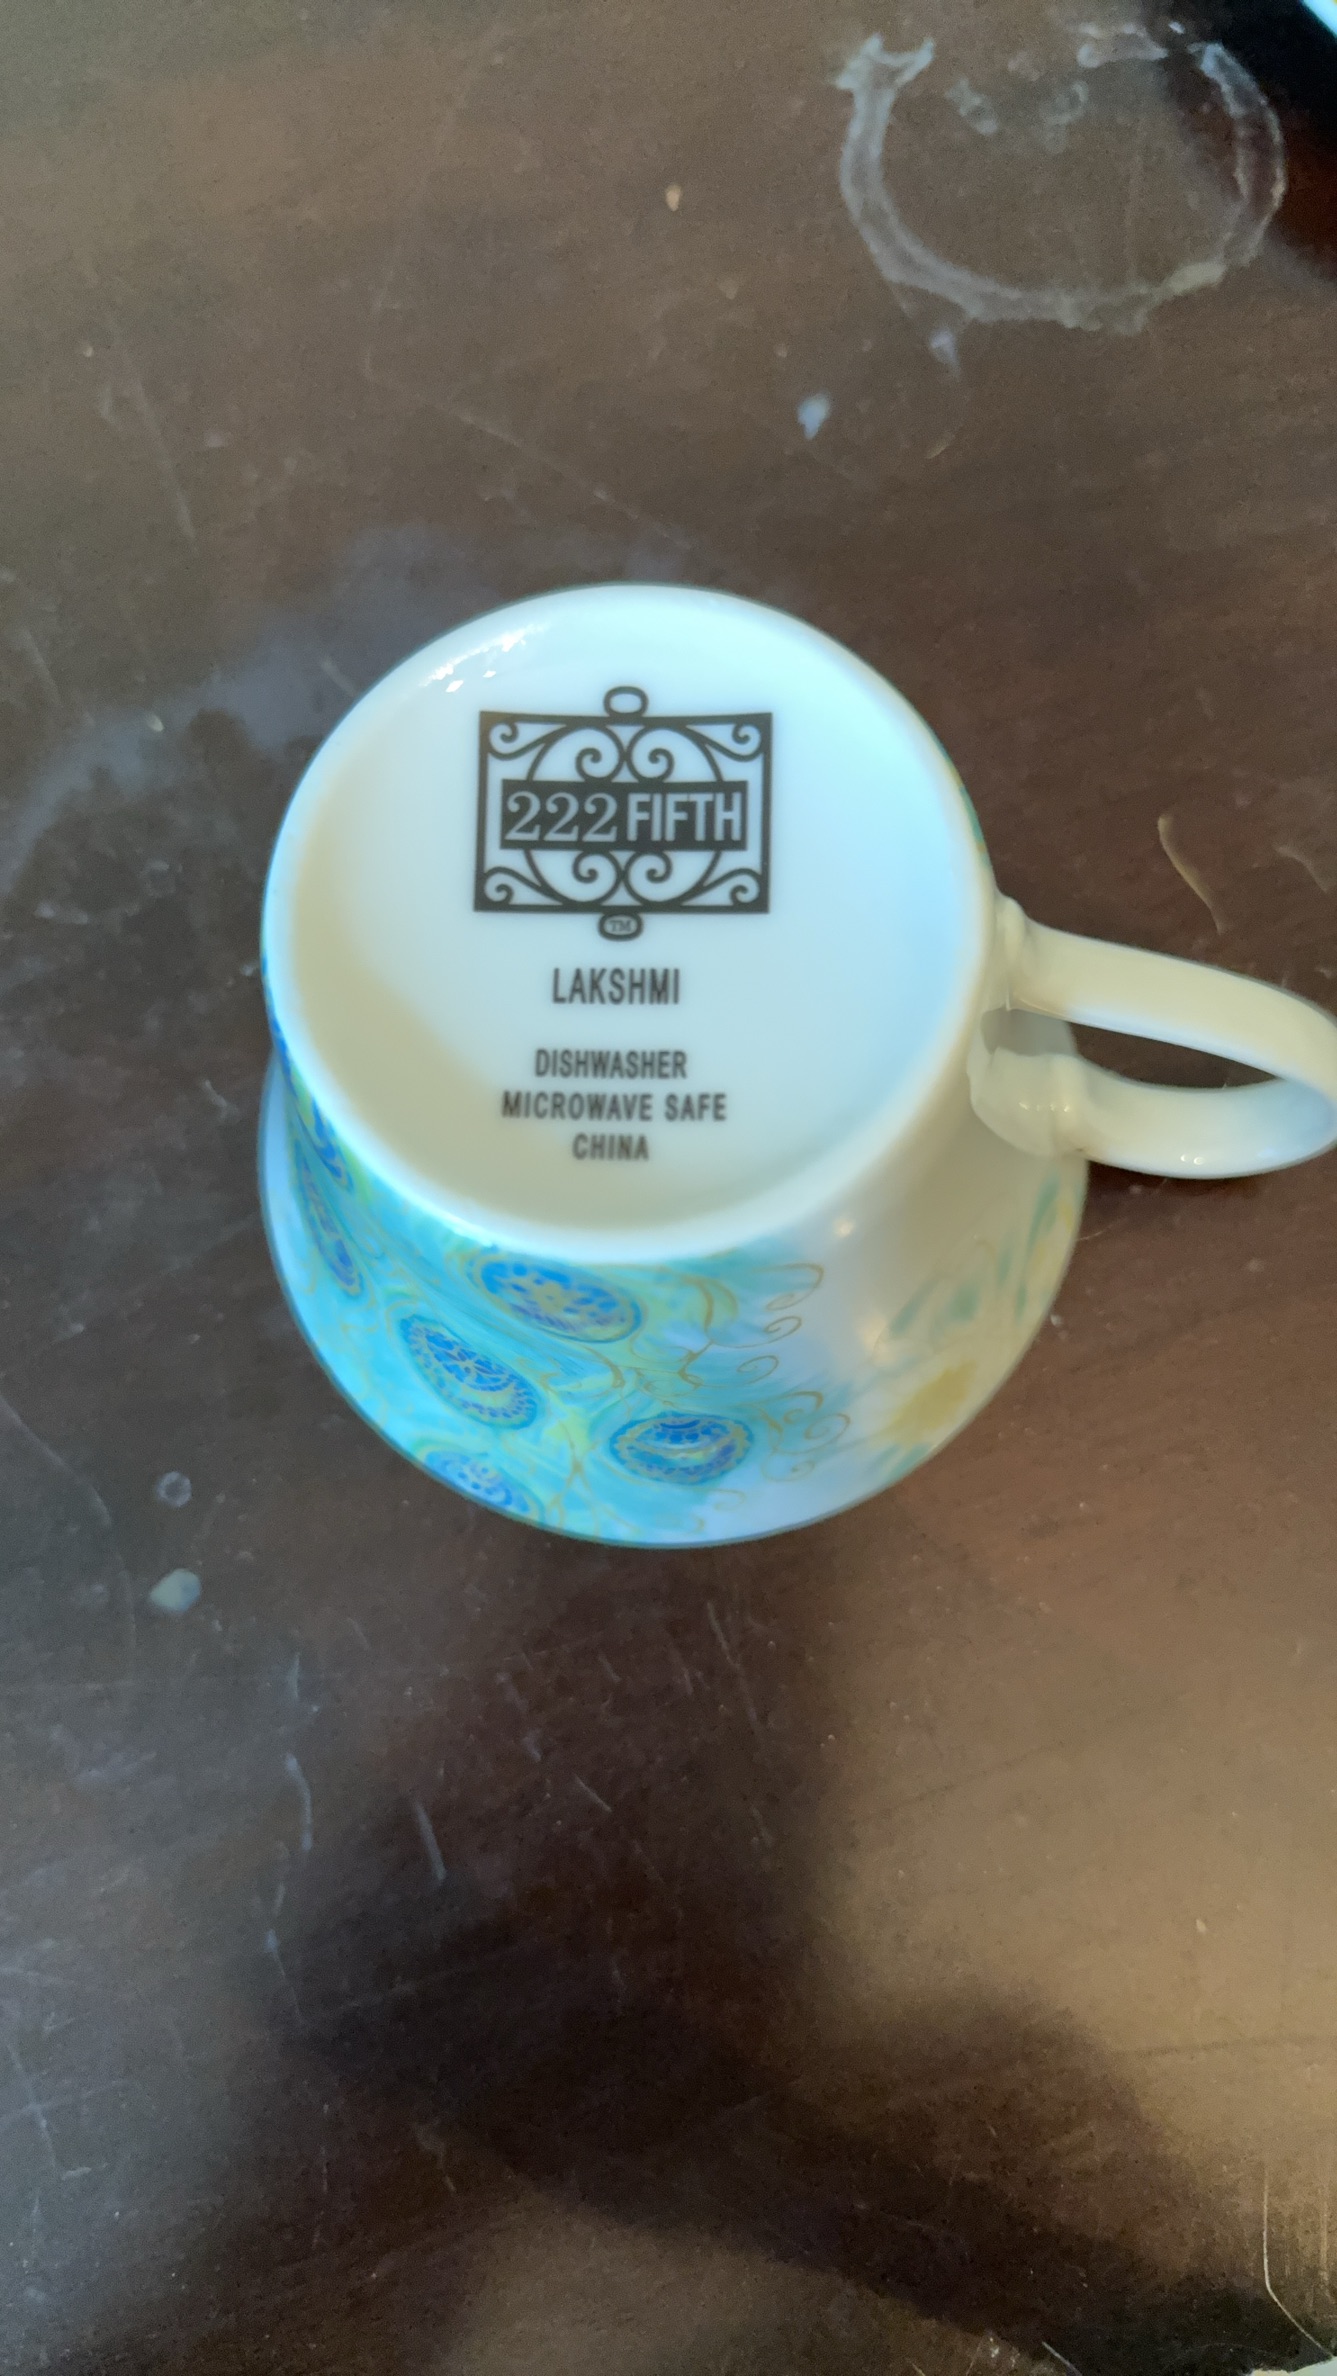 222 FIFTH
TM
LAKSHMI
DISHWASHER
MICROWAVE SAFE
CHINA